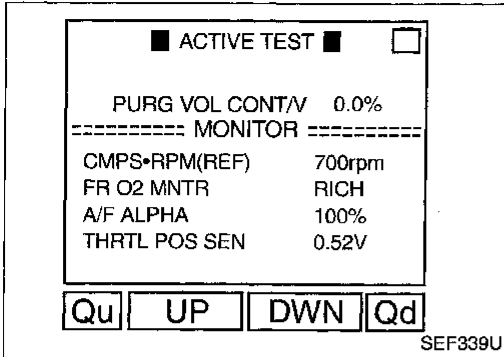 ■ ACTIVE TEST ■ □
PURG VOL CONT/V 0.0%
========== MONITOR ==========
CMPS•RPM(REF) 700rpm
FR O2 MNTR RICH
A/F ALPHA 100%
THRTL POS SEN 0.52V
Qu UP DWN Qd
SEF339U